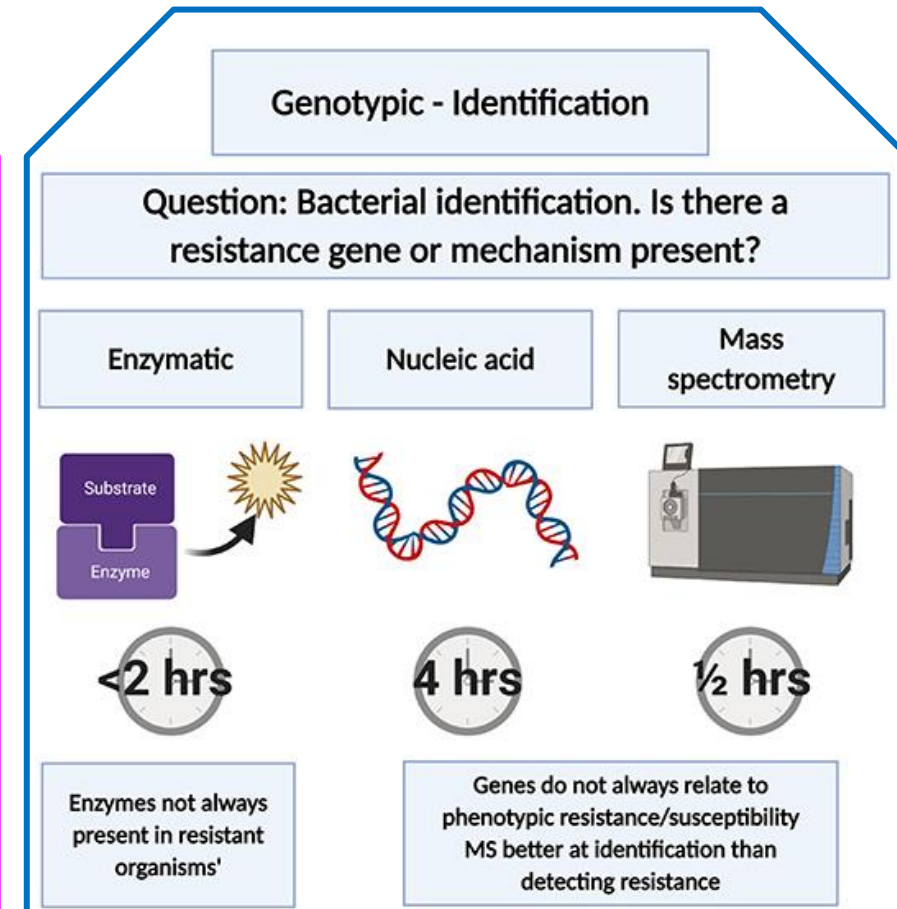 Genotypic - Identification
Question: Bacterial identification. Is there a
resistance gene or mechanism present?
Enzymatic
Nucleic acid
Mass
spectrometry
Substrate
Enzyme
<2 hrs
4 hrs
½ hrs
Enzymes not always
present in resistant
organisms'
Genes do not always relate to
phenotypic resistance/susceptibility
MS better at identification than
detecting resistance